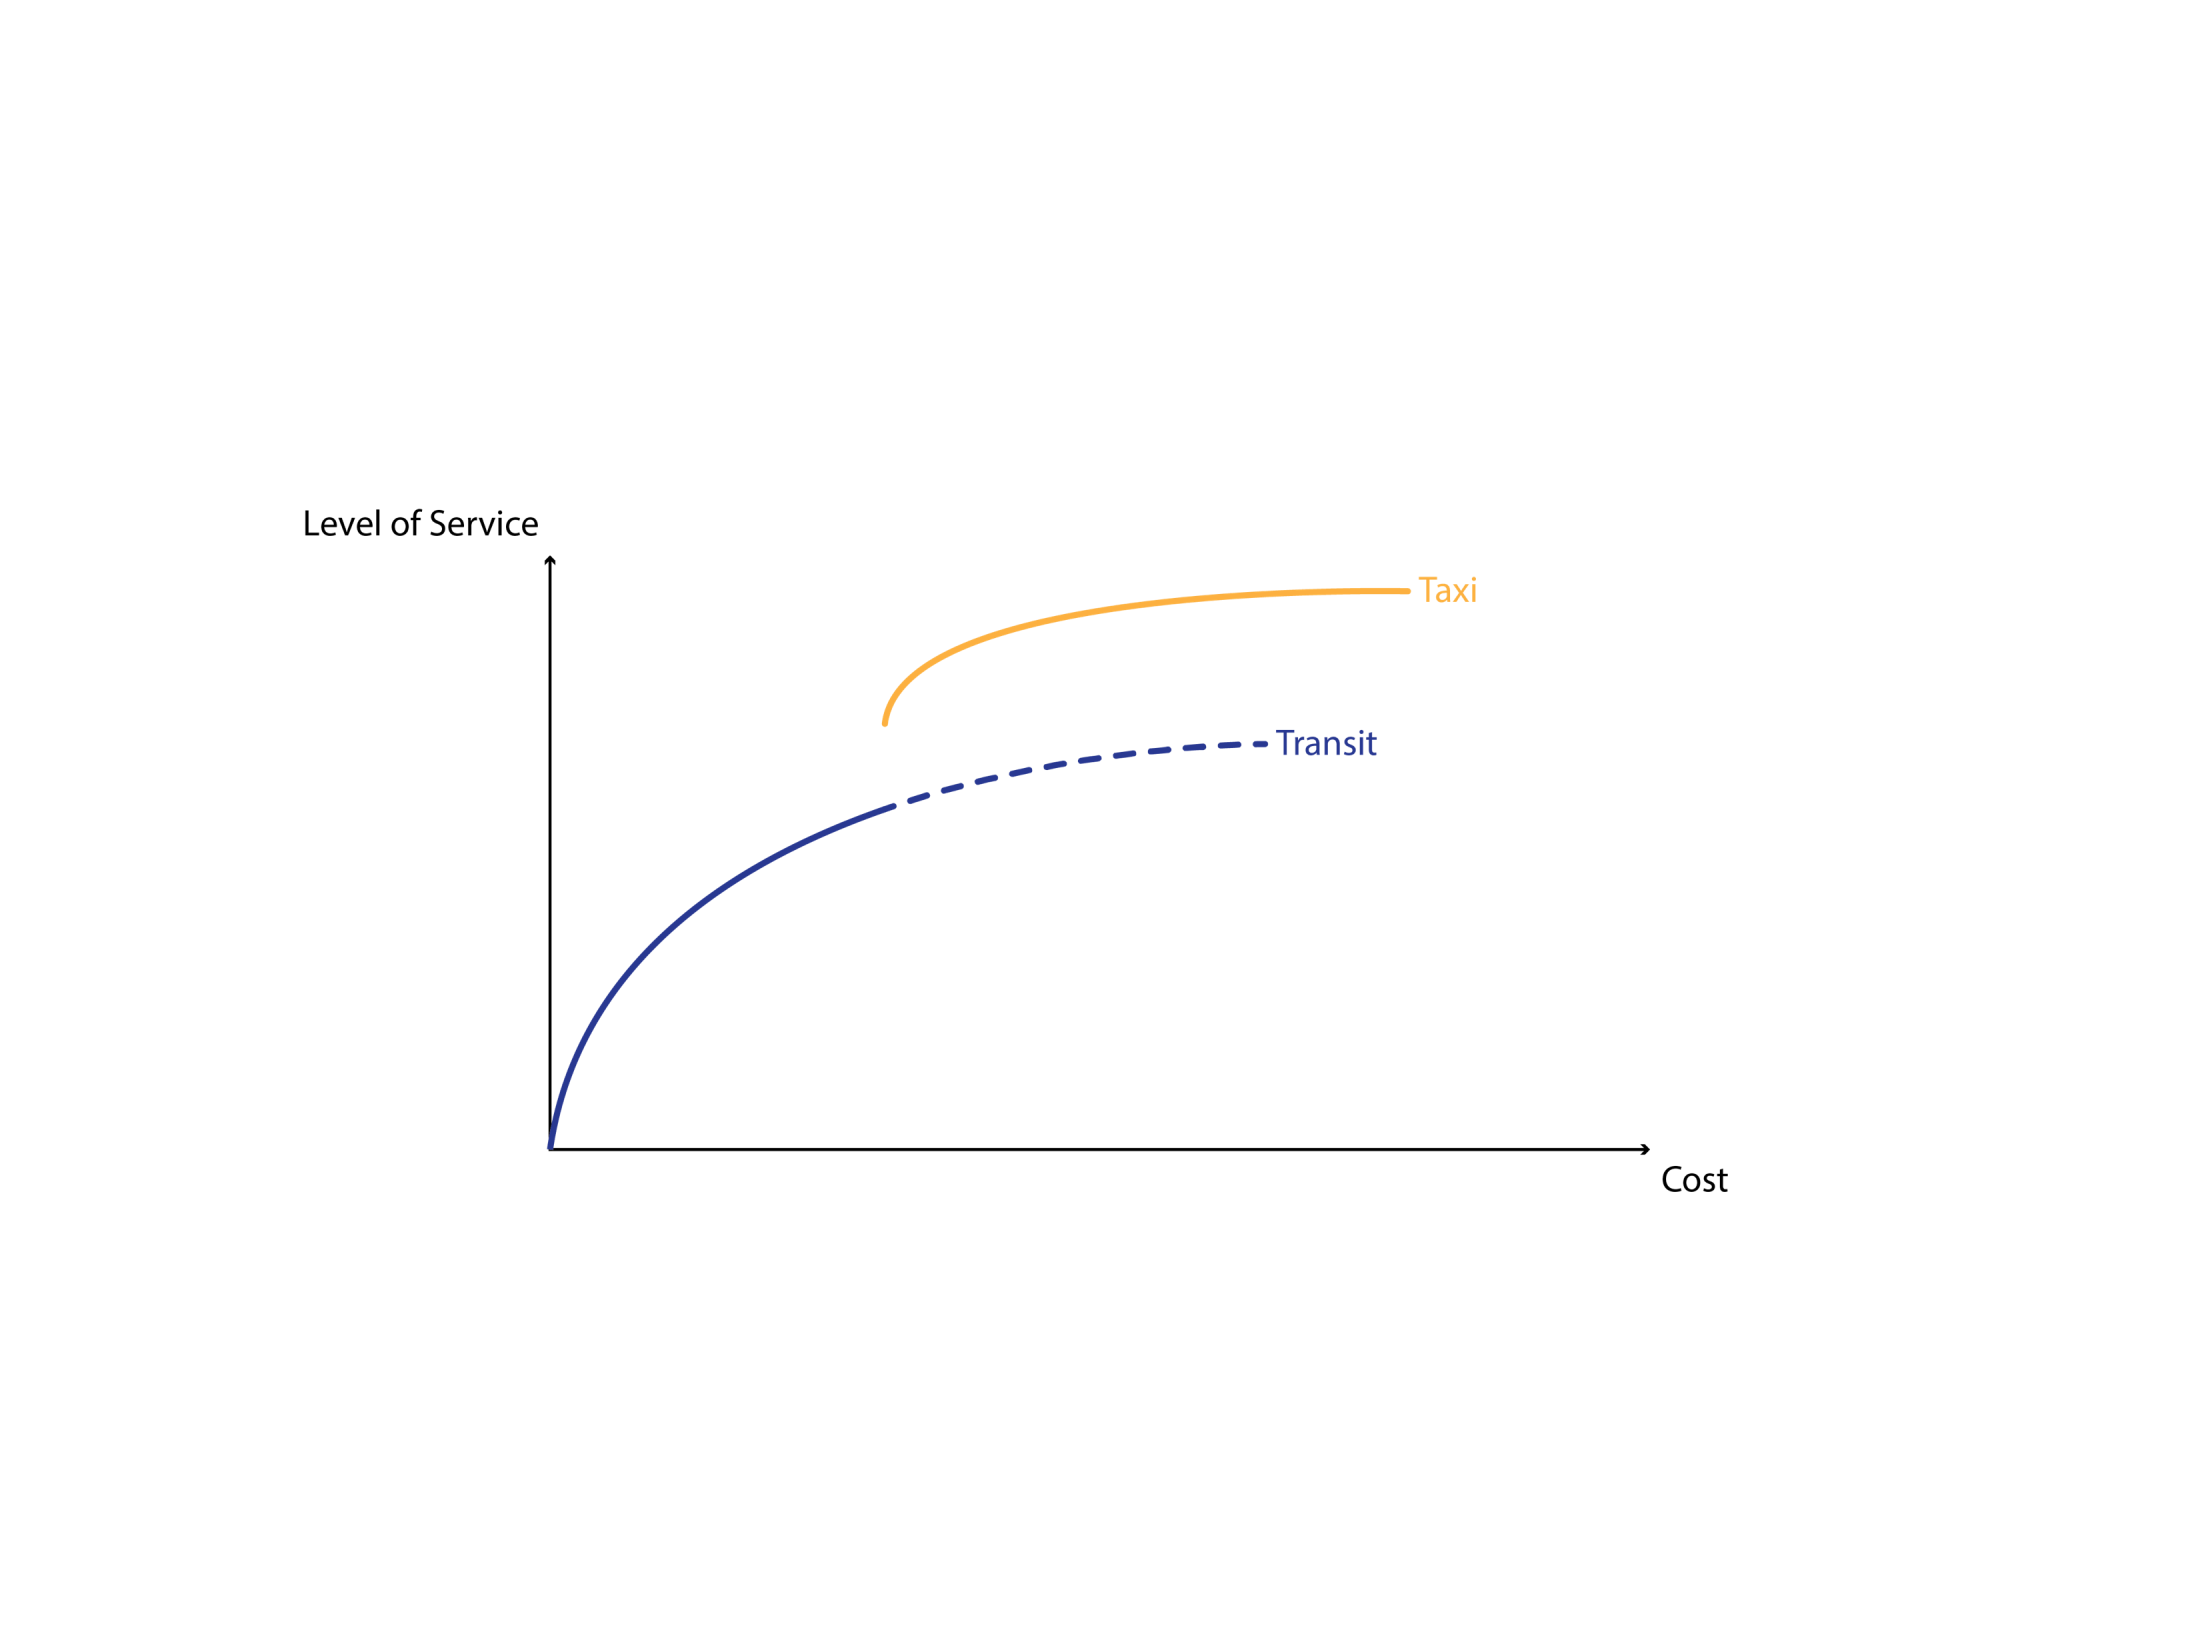 Level of Service
Taxi
Transit
Cost